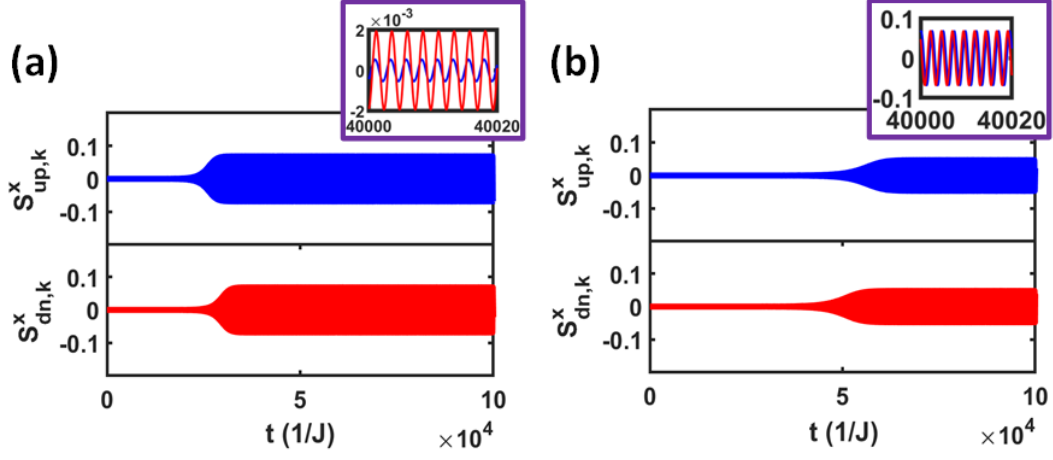 (a)
×10⁻³
2
0
-2
40000 40020
S^x_up,k
0.1
0
-0.1
S^x_dn,k
0.1
0
-0.1
0 5 10
t (1/J) ×10⁴
(b)
0.1
0
-0.1
40000 40020
S^x_up,k
0.1
0
-0.1
S^x_dn,k
0.1
0
-0.1
0 5 10
t (1/J) ×10⁴